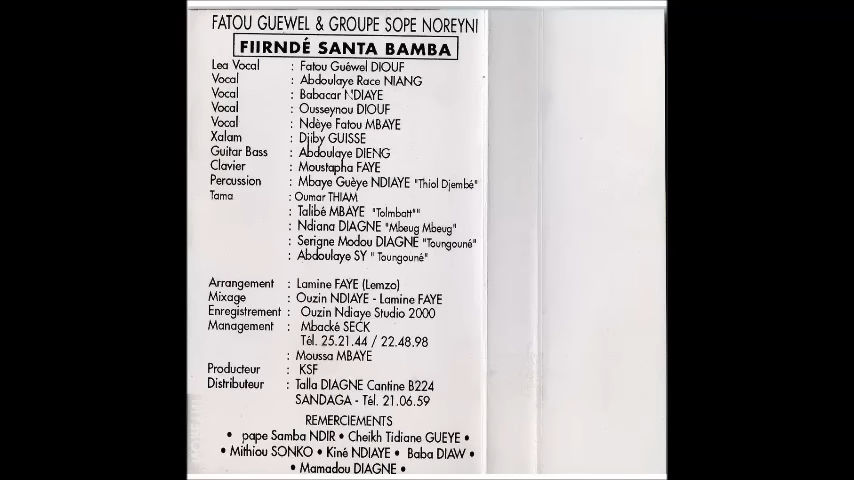 FATOU GUEWEL & GROUPE SOPE NOREYNI
FIIRNDÉ SANTA BAMBA
Lea Vocal : Fatou Guéwel DIOUF
Vocal : Abdoulaye Race NIANG
Vocal : Babacar NDIAYE
Vocal : Ousseynou DIOUF
Vocal : Ndèye Fatou MBAYE
Xalam : Djiby GUISSE
Guitar Bass : Abdoulaye DIENG
Clavier : Moustapha FAYE
Percussion : Mbaye Guèye NDIAYE "Thiol Djembé"
Tama : Oumar THIAM
: Talibé MBAYE "Tolmbatt""
: Ndiana DIAGNE "Mbeug Mbeug"
: Serigne Modou DIAGNE "Toungouné"
: Abdoulaye SY " Toungouné"
Arrangement : Lamine FAYE (Lemzo)
Mixage : Ouzin NDIAYE - Lamine FAYE
Enregistrement : Ouzin Ndiaye Studio 2000
Management : Mbacké SECK
Tél. 25.21.44 / 22.48.98
: Moussa MBAYE
Producteur : KSF
Distributeur : Talla DIAGNE Cantine B224
SANDAGA - Tél. 21.06.59
REMERCIEMENTS
• pape Samba NDIR • Cheikh Tidiane GUEYE •
• Mithiou SONKO • Kiné NDIAYE • Baba DIAW •
• Mamadou DIAGNE •